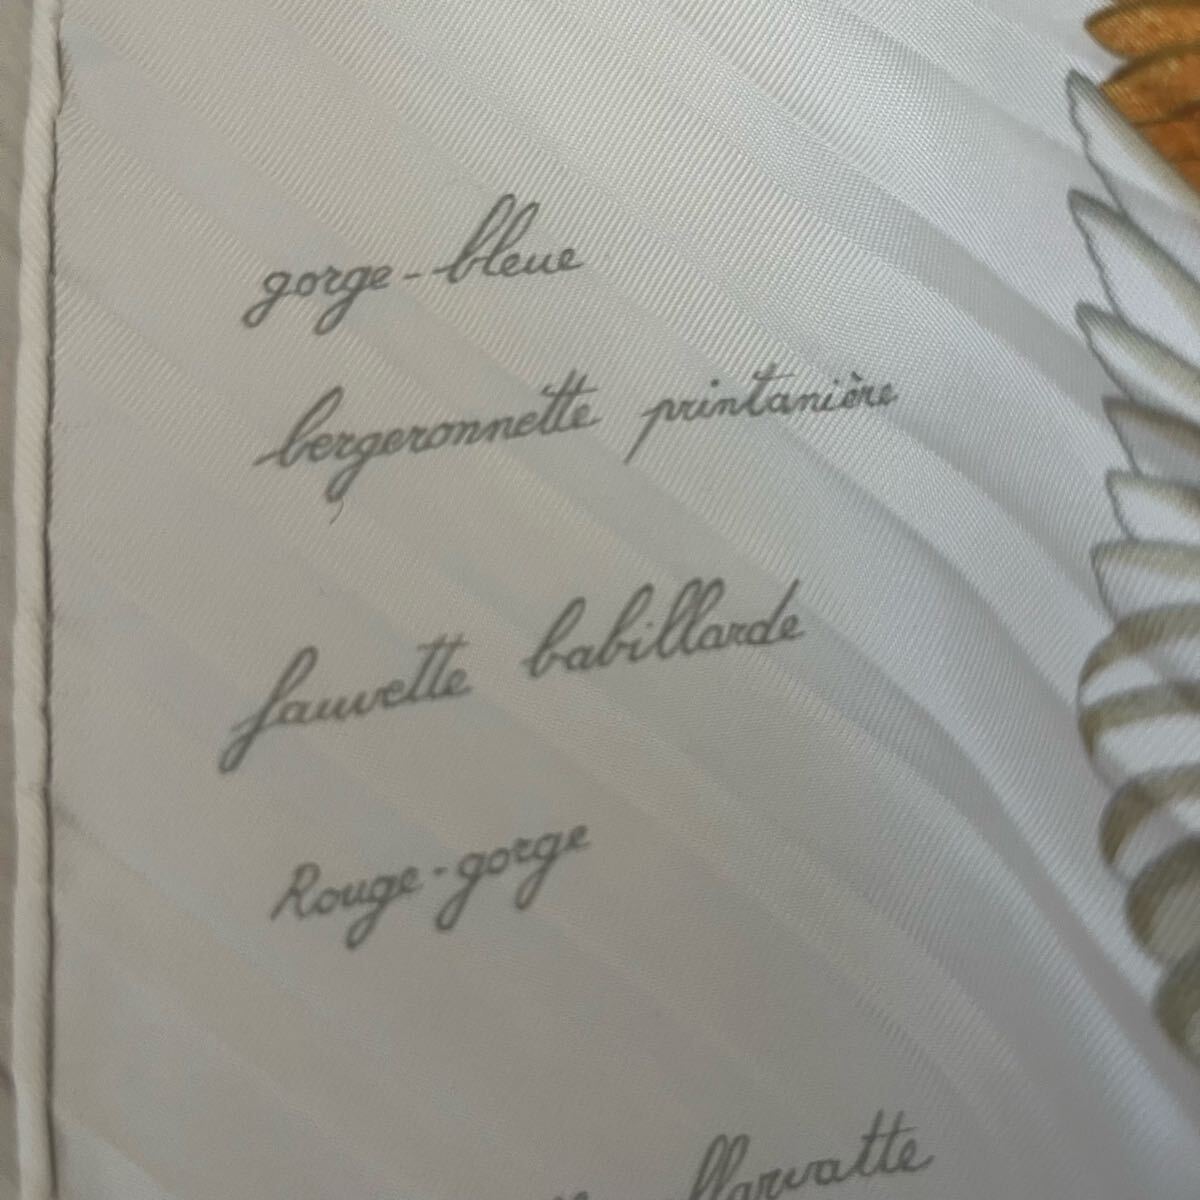 gorge-bleue
bergeronnette printanière
fauvette babillarde
Rouge-gorge